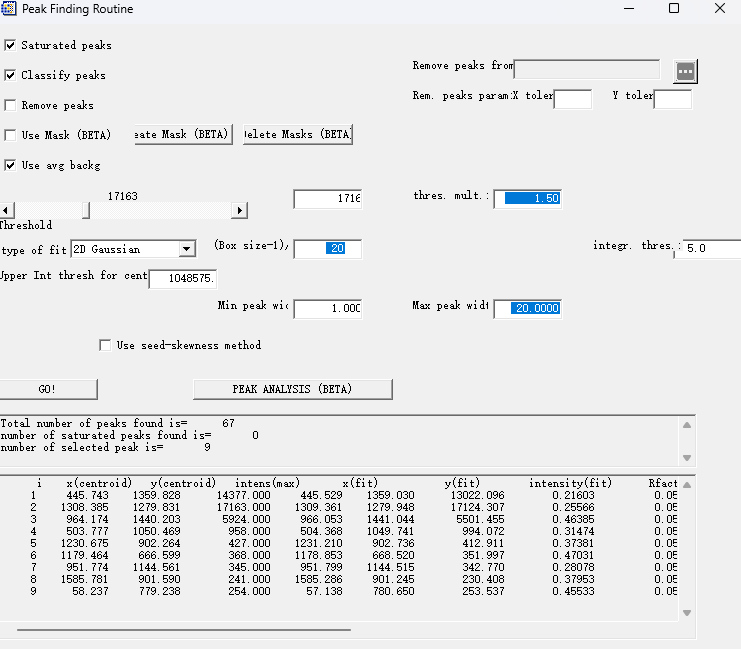 Peak Finding Routine
Saturated peaks
Classify peaks
Remove peaks from
Remove peaks
Rem. peaks param: X toler Y toler
Use Mask (BETA) eate Mask (BETA) elete Masks (BETA)
Use avg backg
17163 1716 thres. mult.: 1.50
Threshold
type of fit 2D Gaussian (Box size-1), 20 integr. thres.: 5.0
Upper Int thresh for cent 1048575.
Min peak wid 1.000 Max peak widt 20.0000
Use seed-skewness method
GO! PEAK ANALYSIS (BETA)
Total number of peaks found is= 67
number of saturated peaks found is= 0
number of selected peak is= 9
i x(centroid) y(centroid) intens(max) x(fit) y(fit) intensity(fit) Rfact
1 445.743 1359.828 14377.000 445.529 1359.030 13022.096 0.21603 0.05
2 1308.385 1279.831 17163.000 1309.361 1279.948 17124.307 0.25566 0.05
3 964.174 1440.203 5924.000 966.053 1441.044 5501.455 0.46385 0.05
4 503.777 1050.469 958.000 504.368 1049.741 994.072 0.31474 0.05
5 1230.675 902.264 427.000 1231.210 902.736 412.911 0.37381 0.05
6 1179.464 666.599 368.000 1178.853 668.520 351.997 0.47031 0.05
7 951.774 1144.561 345.000 951.799 1144.515 342.770 0.28078 0.05
8 1585.781 901.590 241.000 1585.286 901.245 230.408 0.37953 0.05
9 58.237 779.238 254.000 57.138 780.650 253.537 0.45533 0.05